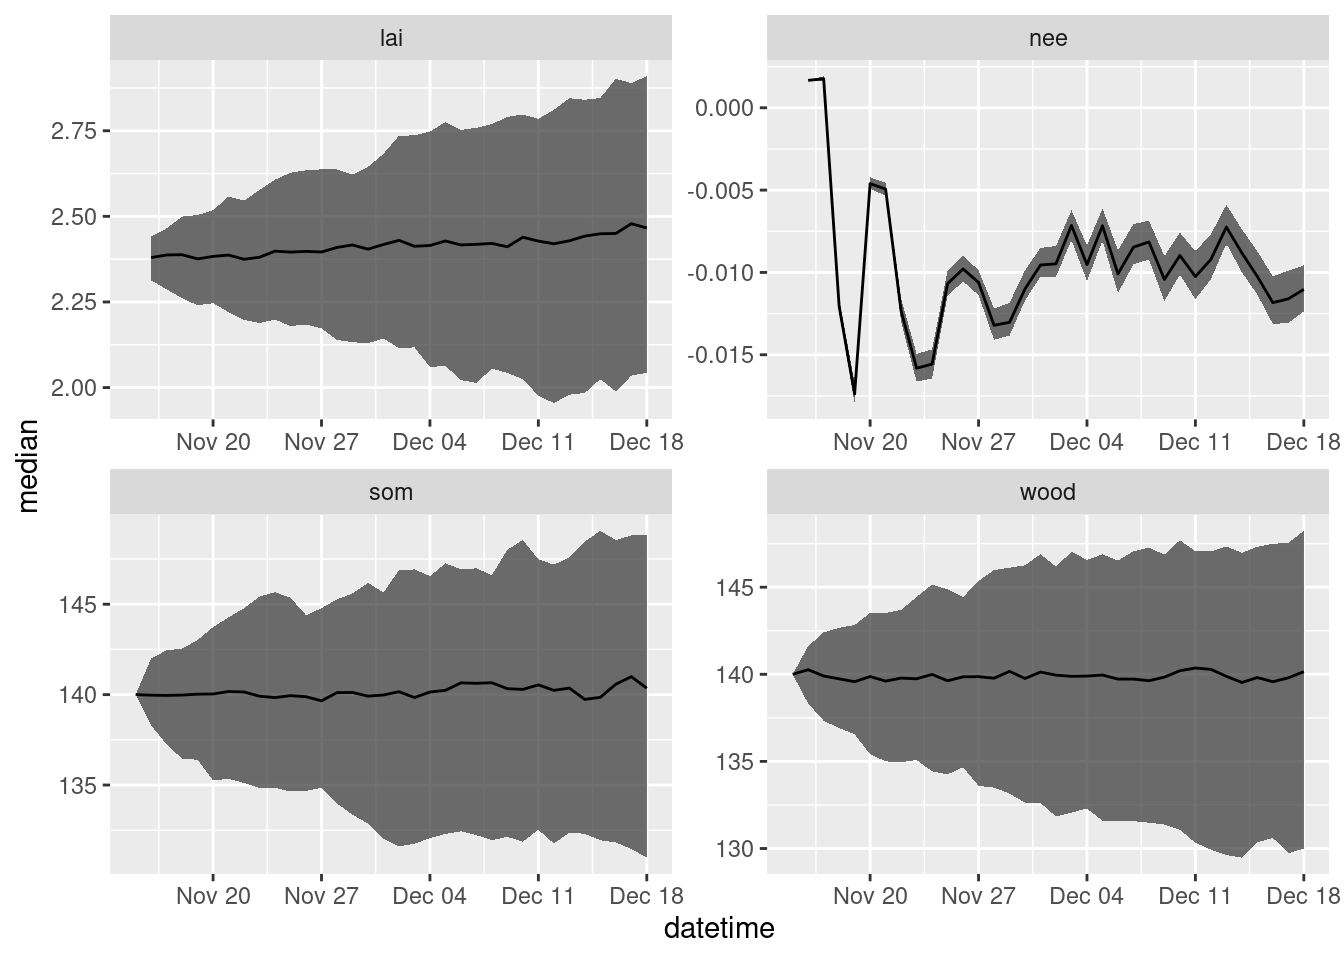 lai
nee
2.75
2.50
2.25
2.00
0.000
-0.005
-0.010
-0.015
Nov 20 Nov 27 Dec 04 Dec 11 Dec 18
Nov 20 Nov 27 Dec 04 Dec 11 Dec 18
median
som
wood
145
140
135
145
140
135
130
Nov 20 Nov 27 Dec 04 Dec 11 Dec 18
Nov 20 Nov 27 Dec 04 Dec 11 Dec 18
datetime